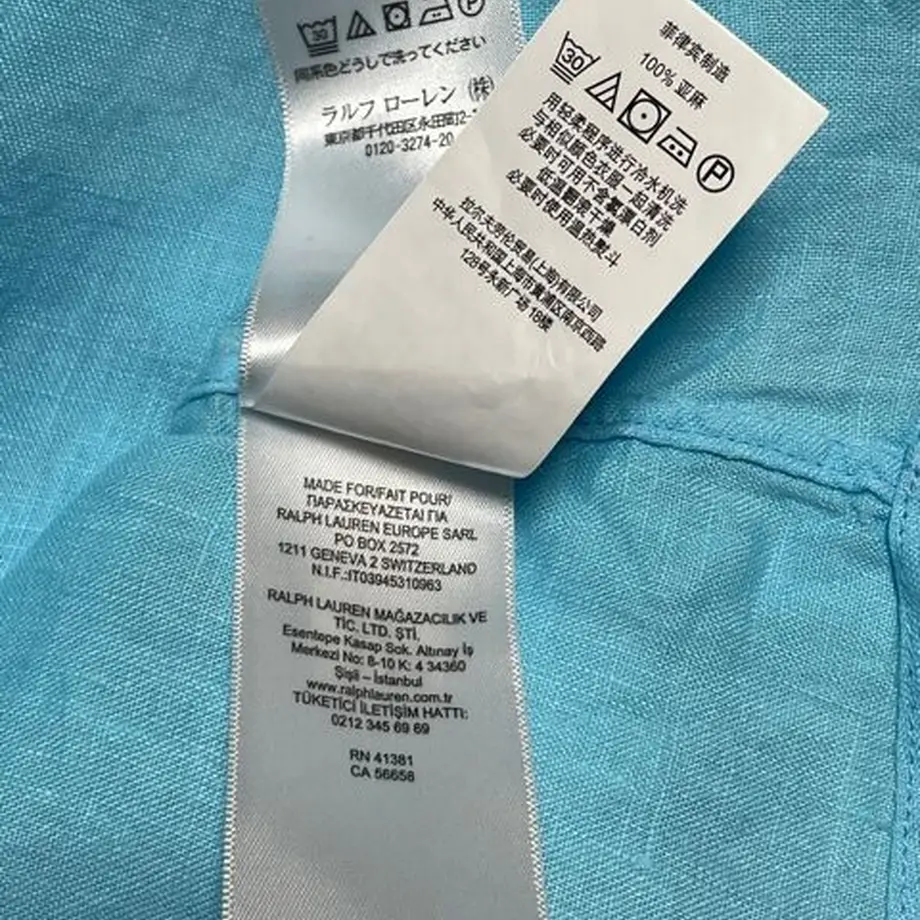 30
P
同系色どうしで洗ってください
ラルフ ローレン (株)
東京都千代田区永田町2-
0120-3274-20
菲律宾制造
100% 亚麻
30
P
用轻柔程序进行冷水机洗
与相似颜色衣服一起清洗
必要时可用不含氯漂白剂
低温翻滚干燥
必要时使用温热熨斗
拉尔夫劳伦贸易(上海)有限公司
中华人民共和国上海市黄浦区南京西路
128号永新广场 18楼
MADE FOR/FAIT POUR/
ΠΑΡΑΣΚΕΥΑΖΕΤΑΙ ΓΙΑ
RALPH LAUREN EUROPE SARL
PO BOX 2572
1211 GENEVA 2 SWITZERLAND
N.I.F.:IT03945310963
RALPH LAUREN MAĞAZACILIK VE
TİC. LTD. ŞTİ.
Esentepe Kasap Sok. Altınay İş
Merkezi No: 8-10 K: 4 34360
Şişli – İstanbul
www.ralphlauren.com.tr
TÜKETİCİ İLETİŞİM HATTI:
0212 345 69 69
RN 41381
CA 56658